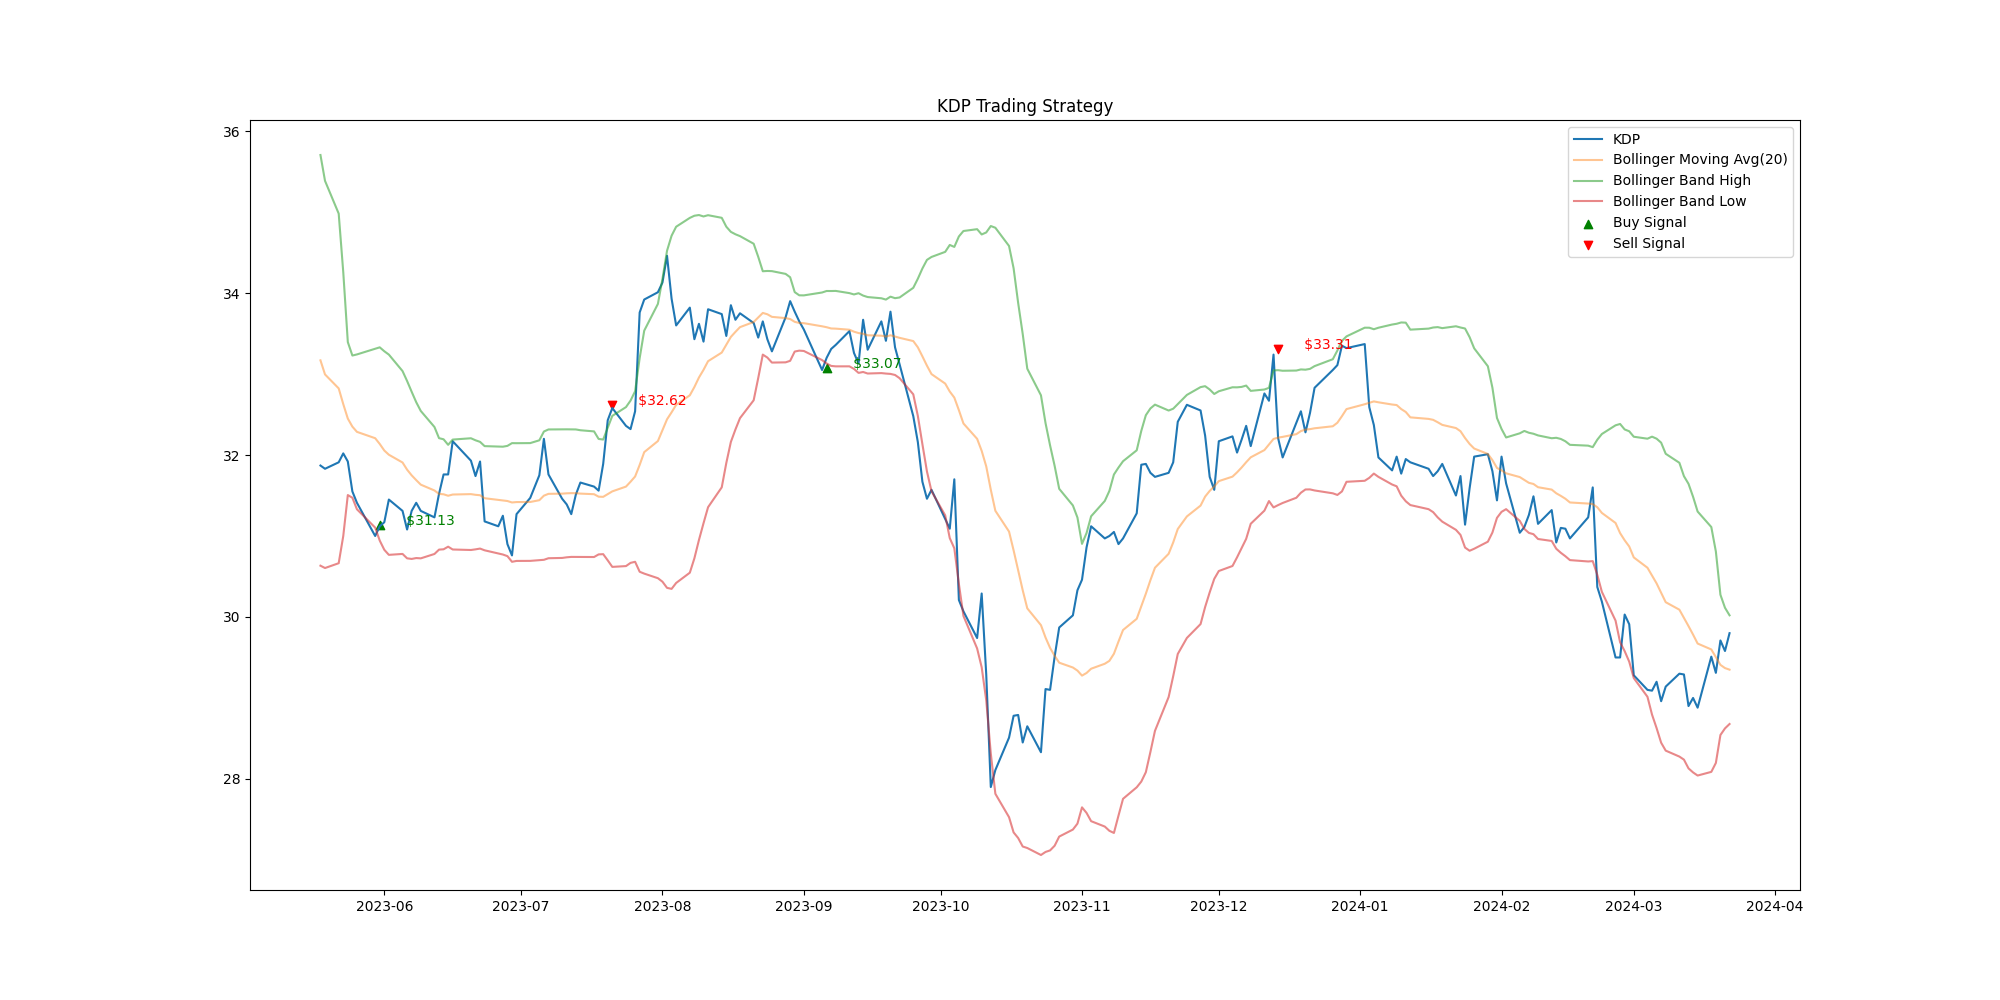 KDP Trading Strategy
36
34
32
30
28
KDP
Bollinger Moving Avg(20)
Bollinger Band High
Bollinger Band Low
Buy Signal
Sell Signal
$31.13
$32.62
$33.07
$33.31
2023-06
2023-07
2023-08
2023-09
2023-10
2023-11
2023-12
2024-01
2024-02
2024-03
2024-04